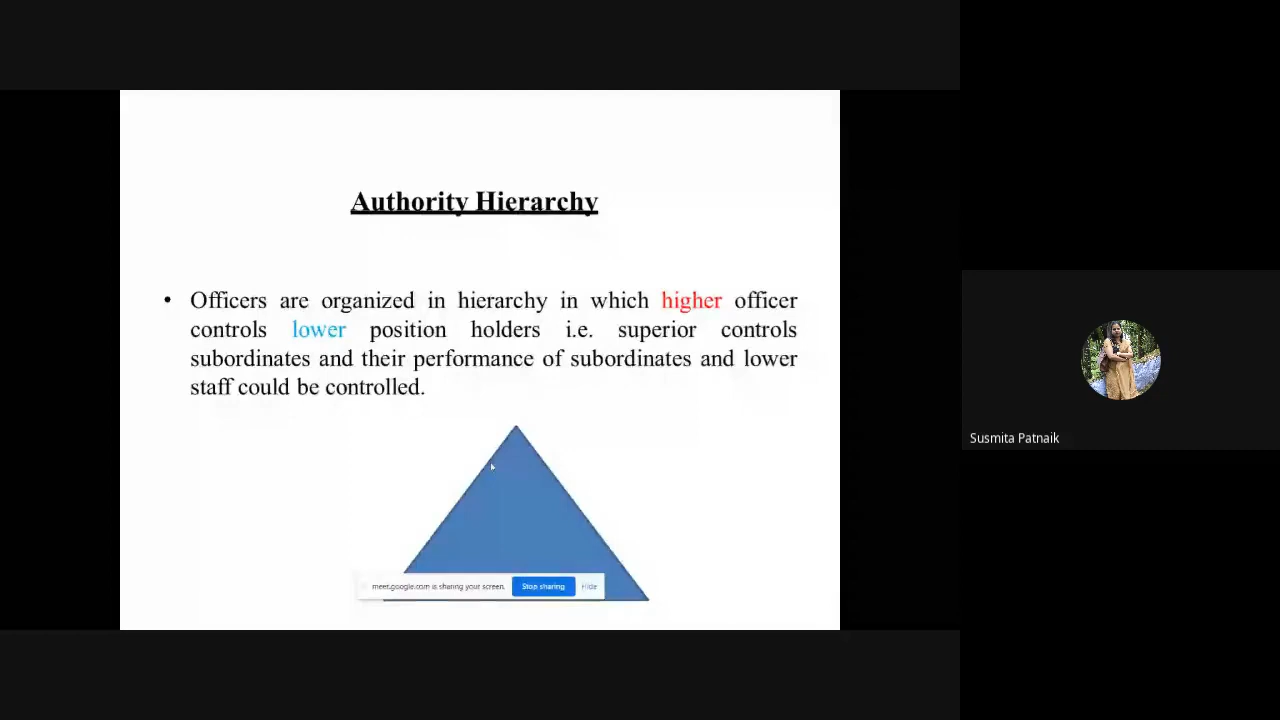 Authority Hierarchy
• Officers are organized in hierarchy in which higher officer
controls lower position holders i.e. superior controls
subordinates and their performance of subordinates and lower
staff could be controlled.
Susmita Patnaik
meet.google.com is sharing your screen. Stop sharing Hide